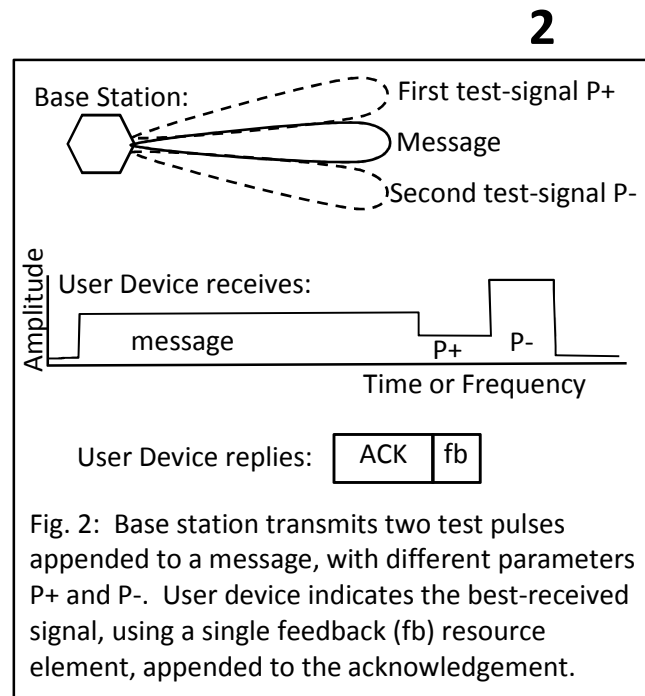 2
Base Station:
First test-signal P+
Message
Second test-signal P-
Amplitude
User Device receives:
message
P+
P-
Time or Frequency
User Device replies:
ACK
fb
Fig. 2:  Base station transmits two test pulses
appended to a message, with different parameters
P+ and P-.  User device indicates the best-received
signal, using a single feedback (fb) resource
element, appended to the acknowledgement.